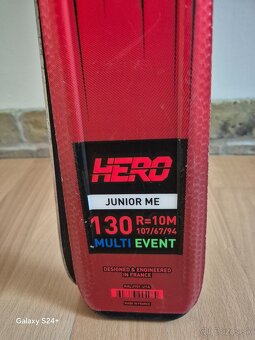 HERO
JUNIOR ME
130 R=10M
107/67/94
MULTI EVENT
DESIGNED & ENGINEERED
IN FRANCE
Galaxy S24+